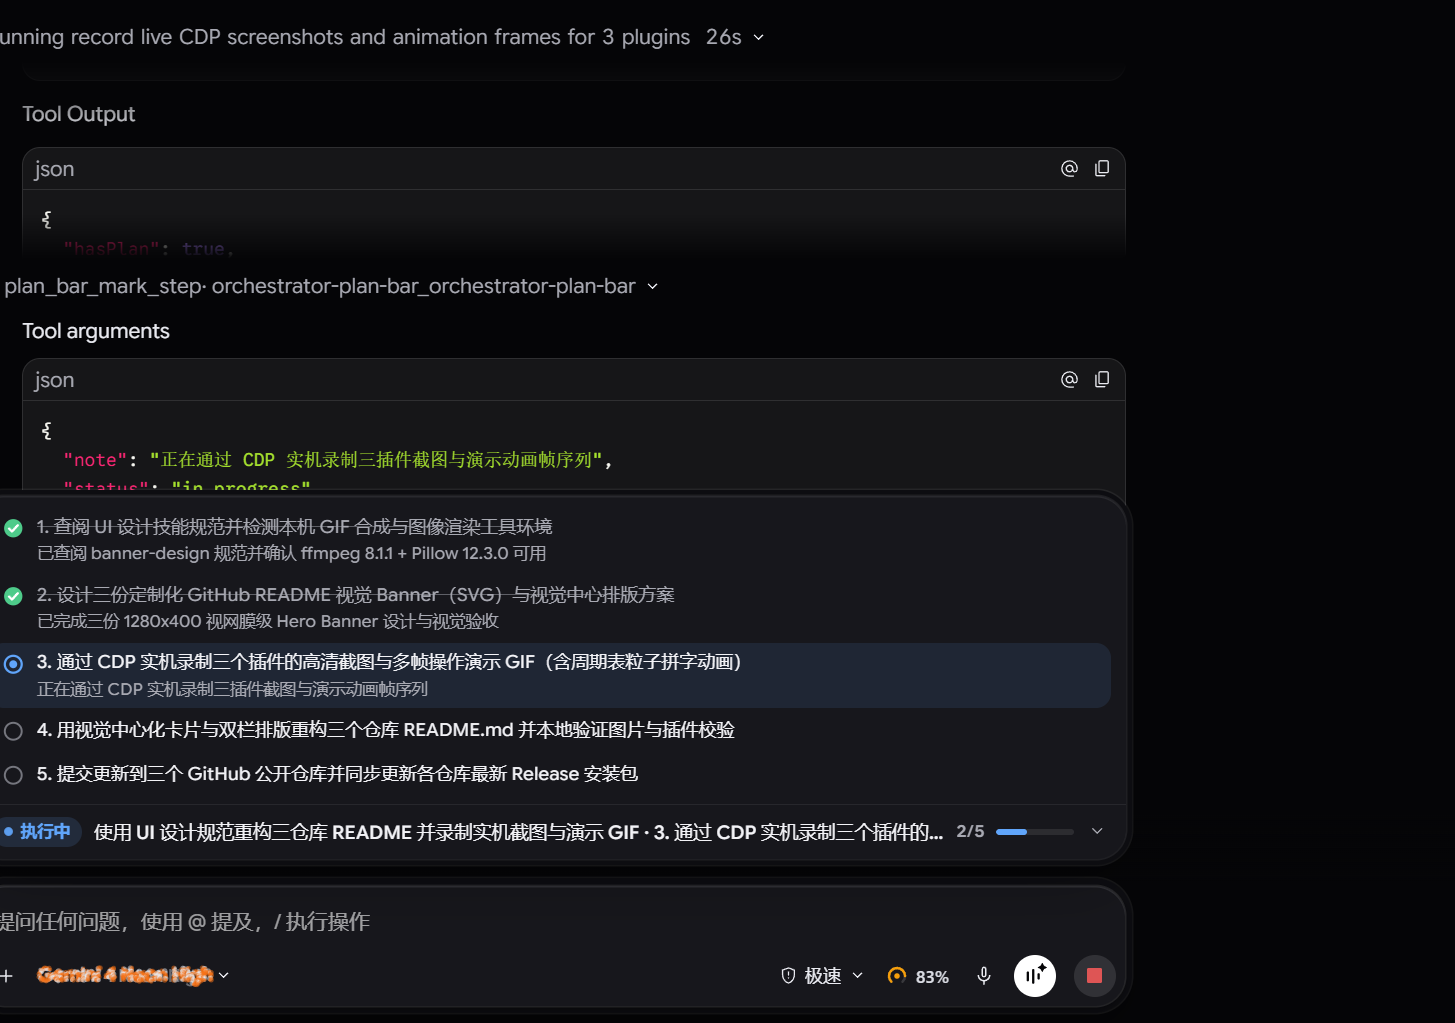 unning record live CDP screenshots and animation frames for 3 plugins 26s
Tool Output
json
{
"hasPlan": true,
plan_bar_mark_step· orchestrator-plan-bar_orchestrator-plan-bar
Tool arguments
json
{
"note": "正在通过 CDP 实机录制三插件截图与演示动画帧序列",
"status": "in_progress"
1. 查阅 UI 设计技能规范并检测本机 GIF 合成与图像渲染工具环境
已查阅 banner-design 规范并确认 ffmpeg 8.1.1 + Pillow 12.3.0 可用
2. 设计三份定制化 GitHub README 视觉 Banner（SVG）与视觉中心排版方案
已完成三份 1280x400 视网膜级 Hero Banner 设计与视觉验收
3. 通过 CDP 实机录制三个插件的高清截图与多帧操作演示 GIF（含周期表粒子拼字动画）
正在通过 CDP 实机录制三插件截图与演示动画帧序列
4. 用视觉中心化卡片与双栏排版重构三个仓库 README.md 并本地验证图片与插件校验
5. 提交更新到三个 GitHub 公开仓库并同步更新各仓库最新 Release 安装包
执行中 使用 UI 设计规范重构三仓库 README 并录制实机截图与演示 GIF · 3. 通过 CDP 实机录制三个插件的... 2/5
提问任何问题，使用 @ 提及，/ 执行操作
Gemini 4 High 极速 83%